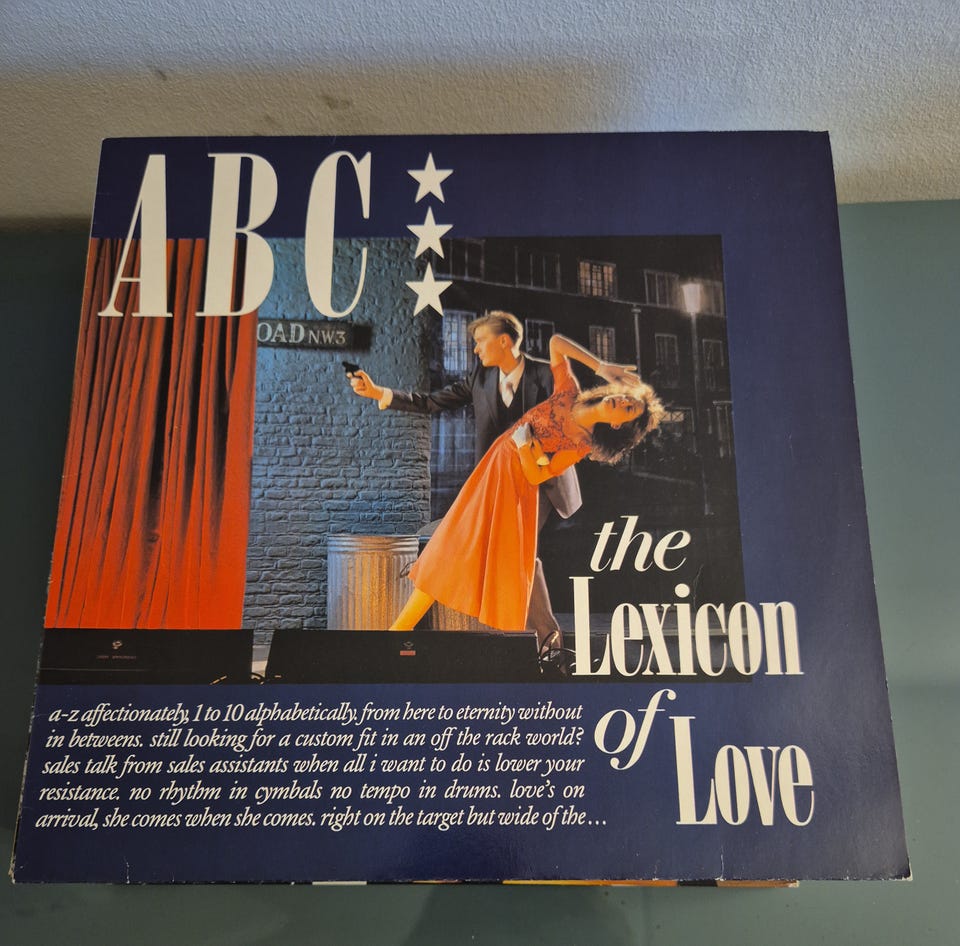 ABC
OAD NW3
the
Lexicon
of
Love
a-z affectionately, 1 to 10 alphabetically. from here to eternity without
in betweens. still looking for a custom fit in an off the rack world?
sales talk from sales assistants when all i want to do is lower your
resistance. no rhythm in cymbals no tempo in drums. love's on
arrival, she comes when she comes. right on the target but wide of the...